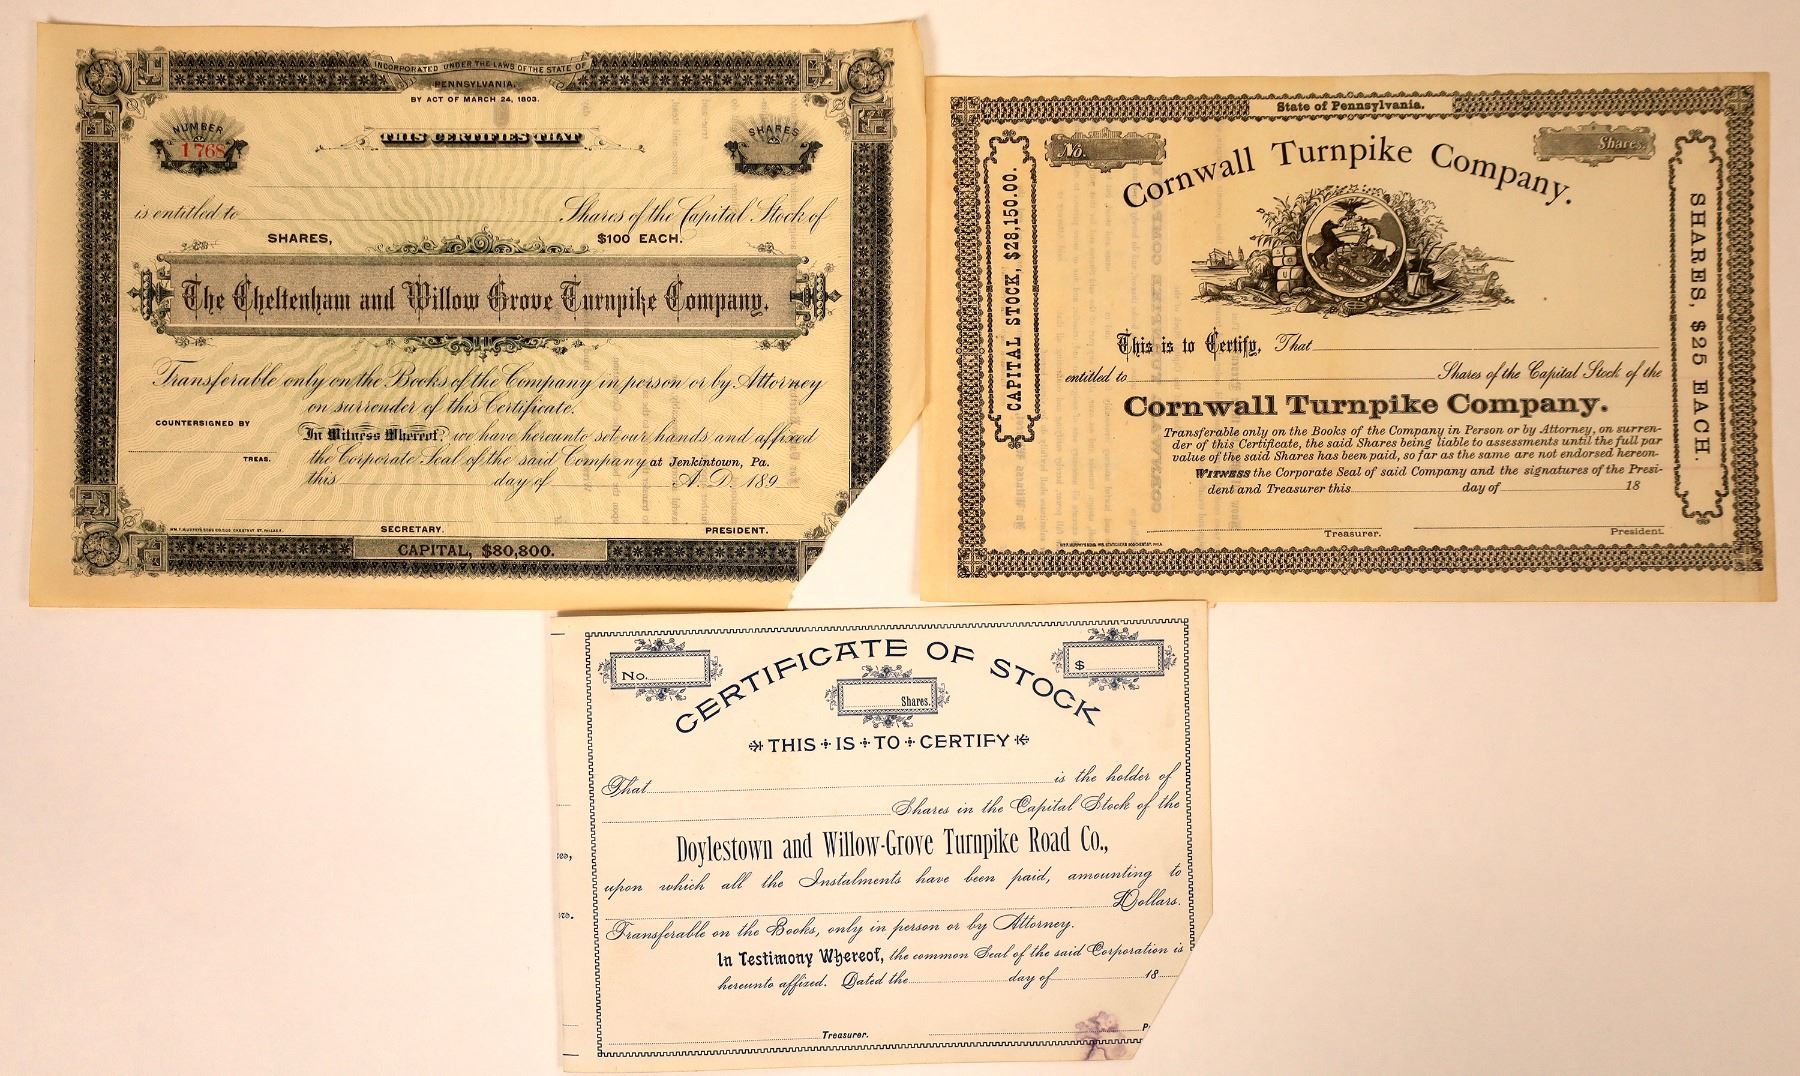 INCORPORATED UNDER THE LAWS OF THE STATE OF
PENNSYLVANIA.
BY ACT OF MARCH 24, 1803.
NUMBER
1768
THIS CERTIFIES THAT
SHARES
is entitled to Shares of the Capital Stock of
SHARES, $100 EACH.
The Cheltenham and Willow Grove Turnpike Company.
Transferable only on the Books of the Company in person or by Attorney
on surrender of this Certificate.
COUNTERSIGNED BY
In Witness Whereof, we have hereunto set our hands and affixed
TREAS.
the Corporate Seal of the said Company at Jenkintown, Pa.
this day of A.D. 189
SECRETARY. PRESIDENT.
CAPITAL, $80,800.
State of Pennsylvania.
No.
Shares.
Cornwall Turnpike Company.
CAPITAL STOCK, $28,150.00.
SHARES, $25 EACH.
This is to Certify, That
entitled to Shares of the Capital Stock of the
Cornwall Turnpike Company.
Transferable only on the Books of the Company in Person or by Attorney, on surren-
der of this Certificate, the said Shares being liable to assessments until the full par
value of the said Shares has been paid, so far as the same are not endorsed hereon.
WITNESS the Corporate Seal of said Company and the signatures of the Presi-
dent and Treasurer this day of 18
Treasurer. President.
No.
CERTIFICATE OF STOCK
$
Shares.
THIS IS TO CERTIFY
That is the holder of
Shares in the Capital Stock of the
Doylestown and Willow-Grove Turnpike Road Co.,
upon which all the Instalments have been paid, amounting to
Dollars.
Transferable on the Books, only in person or by Attorney.
In Testimony Whereof, the common Seal of the said Corporation is
hereunto affixed. Dated the day of 18
Treasurer. P